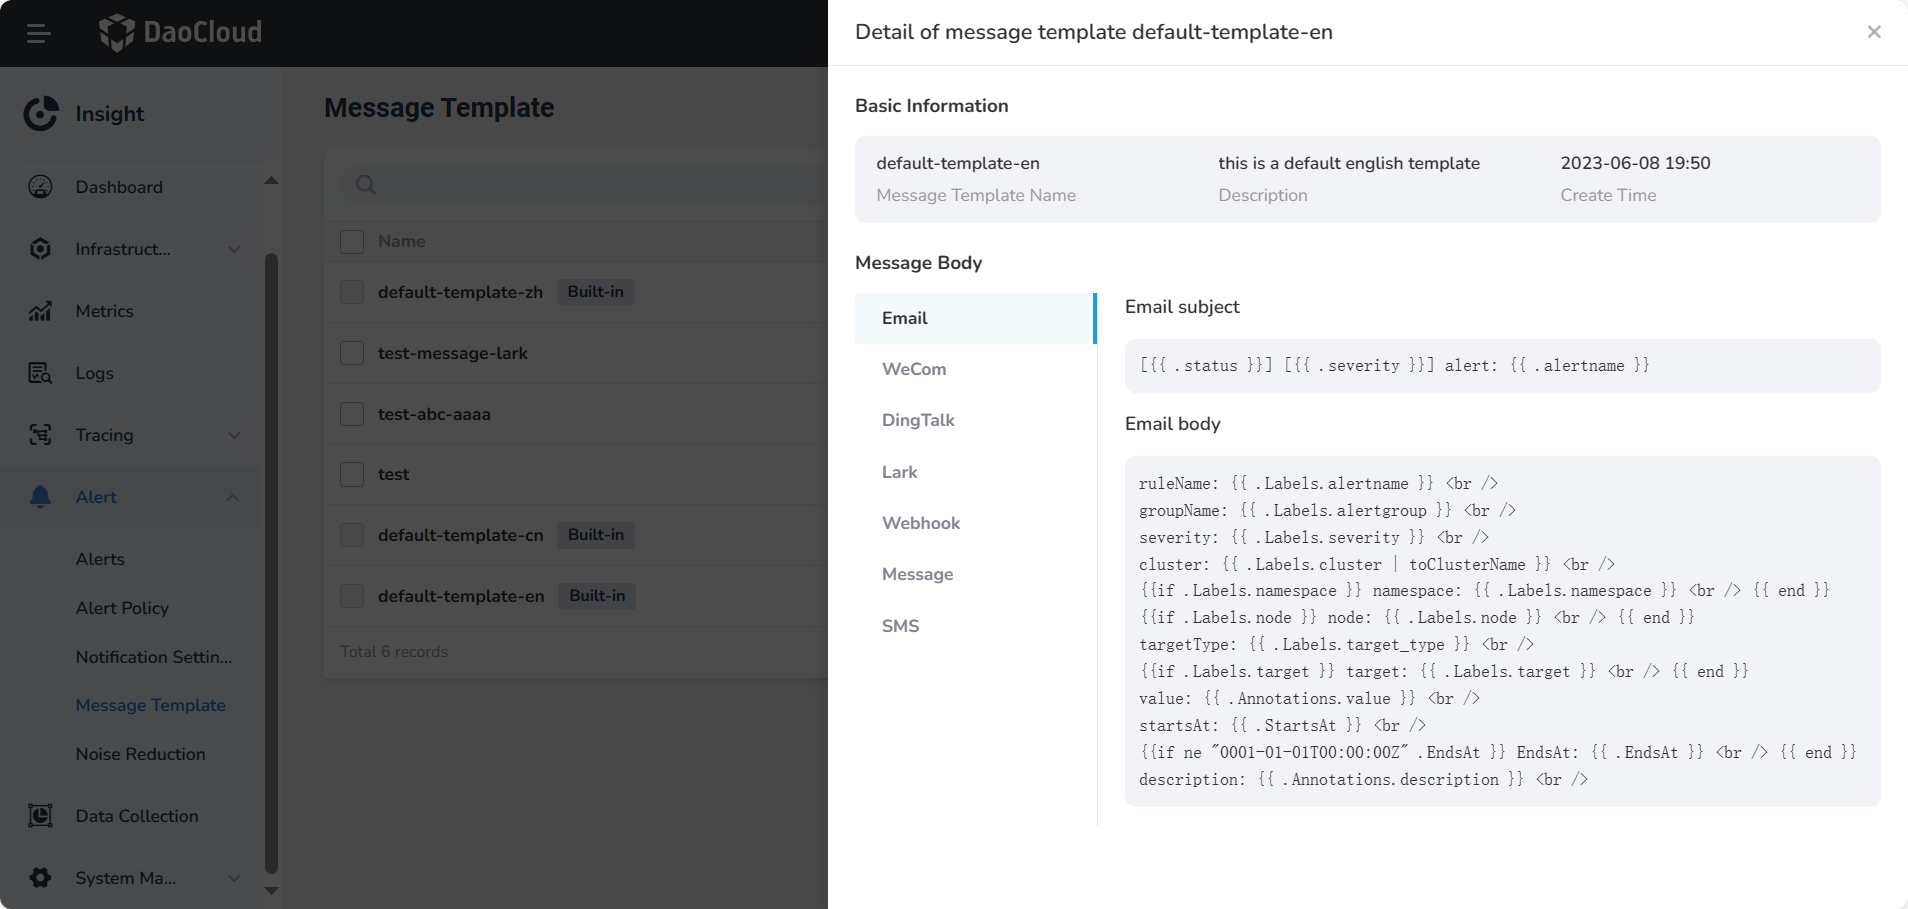 DaoCloud
Insight
Dashboard
Infrastruct...
Metrics
Logs
Tracing
Alert
Alerts
Alert Policy
Notification Settin...
Message Template
Noise Reduction
Data Collection
System Ma...
Message Template
Name
default-template-zh Built-in
test-message-lark
test-abc-aaaa
test
default-template-cn Built-in
default-template-en Built-in
Total 6 records
Detail of message template default-template-en
Basic Information
default-template-en this is a default english template 2023-06-08 19:50
Message Template Name Description Create Time
Message Body
Email
WeCom
DingTalk
Lark
Webhook
Message
SMS
Email subject
[{{ .status }}] [{{ .severity }}] alert: {{ .alertname }}
Email body
ruleName: {{ .Labels.alertname }} <br />
groupName: {{ .Labels.alertgroup }} <br />
severity: {{ .Labels.severity }} <br />
cluster: {{ .Labels.cluster | toClusterName }} <br />
{{if .Labels.namespace }} namespace: {{ .Labels.namespace }} <br /> {{ end }}
{{if .Labels.node }} node: {{ .Labels.node }} <br /> {{ end }}
targetType: {{ .Labels.target_type }} <br />
{{if .Labels.target }} target: {{ .Labels.target }} <br /> {{ end }}
value: {{ .Annotations.value }} <br />
startsAt: {{ .StartsAt }} <br />
{{if ne "0001-01-01T00:00:00Z" .EndsAt }} EndsAt: {{ .EndsAt }} <br /> {{ end }}
description: {{ .Annotations.description }} <br />